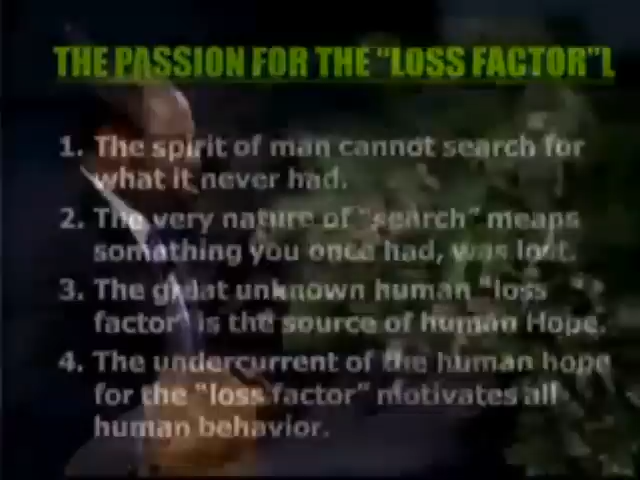 THE PASSION FOR THE "LOSS FACTOR"L
1. The spirit of man cannot search for
what it never had.
2. The very nature of "search" means
something you once had, was lost.
3. The great unknown human "loss
factor" is the source of human Hope.
4. The undercurrent of the human hope
for the "loss factor" motivates all
human behavior.